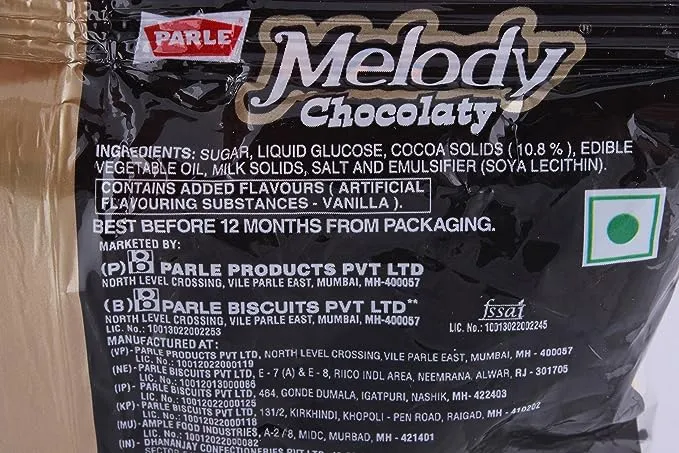 PARLE
Melody
Chocolaty
INGREDIENTS: SUGAR, LIQUID GLUCOSE, COCOA SOLIDS ( 10.8 % ), EDIBLE
VEGETABLE OIL, MILK SOLIDS, SALT AND EMULSIFIER (SOYA LECITHIN).
CONTAINS ADDED FLAVOURS ( ARTIFICIAL
FLAVOURING SUBSTANCES - VANILLA ).
BEST BEFORE 12 MONTHS FROM PACKAGING.
MARKETED BY:
(P) PARLE PRODUCTS PVT LTD
NORTH LEVEL CROSSING, VILE PARLE EAST, MUMBAI, MH-400057
(B) PARLE BISCUITS PVT LTD**
NORTH LEVEL CROSSING, VILE PARLE EAST, MUMBAI, MH-400057
LIC. No.: 10013022002253
fssai
LIC. No.: 10013022002245
MANUFACTURED AT:
(VP)- PARLE PRODUCTS PVT LTD, NORTH LEVEL CROSSING, VILE PARLE EAST, MUMBAI, MH - 400057
LIC. No.: 10012022000119
(NE)- PARLE BISCUITS PVT LTD, E - 7 (A) & E - 8, RIICO INDL AREA, NEEMRANA, ALWAR, RJ - 301705
LIC. No.: 10012013000086
(IP)- PARLE BISCUITS PVT LTD, 464, GONDE DUMALA, IGATPURI, NASHIK, MH - 422403
LIC. No.: 10012022000125
(KP)- PARLE BISCUITS PVT LTD, 131/2, KIRKHINDI, KHOPOLI - PEN ROAD, RAIGAD, MH - 410202
LIC. No.: 10012022000118
(MU)- AMPLE FOOD INDUSTRIES, A-2 / 8, MIDC, MURBAD, MH - 421401
LIC. No.: 10012022000082
(IN) - DHANANJAY CONFECTIONERIES PVT LTD
SECTOR